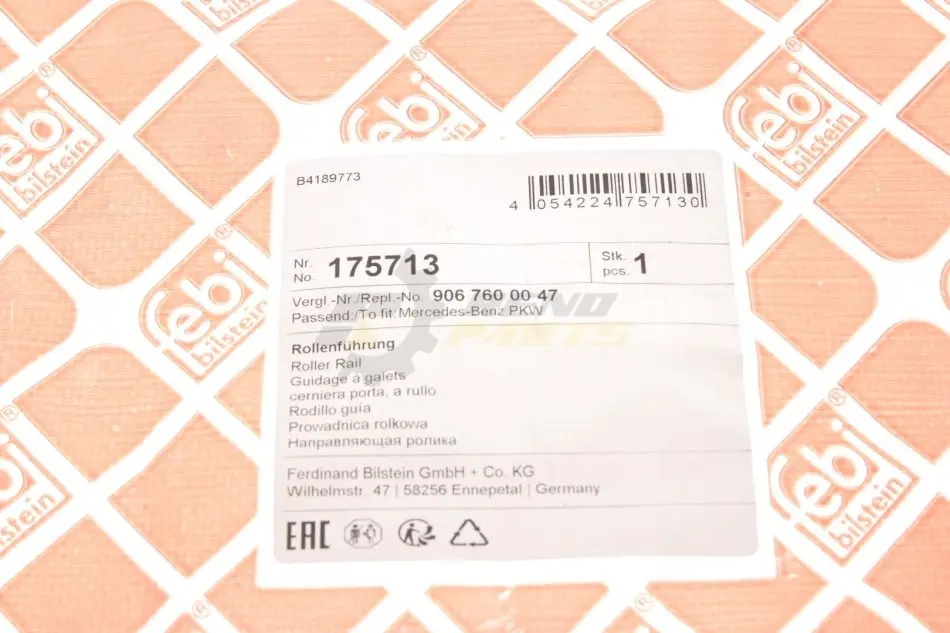 febi
bilstein
®
B4189773
4 054224 757130
Nr.
No. 175713
Stk.
pcs. 1
Vergl.-Nr./Repl.-No. 906 760 00 47
Passend:/To fit: Mercedes-Benz PKW
PARTS
Rollenführung
Roller Rail
Guidage à galets
cerniera porta, a rullo
Rodillo guía
Prowadnica rolkowa
Направляющая ролика
Ferdinand Bilstein GmbH + Co. KG
Wilhelmstr. 47 | 58256 Ennepetal | Germany
EAC